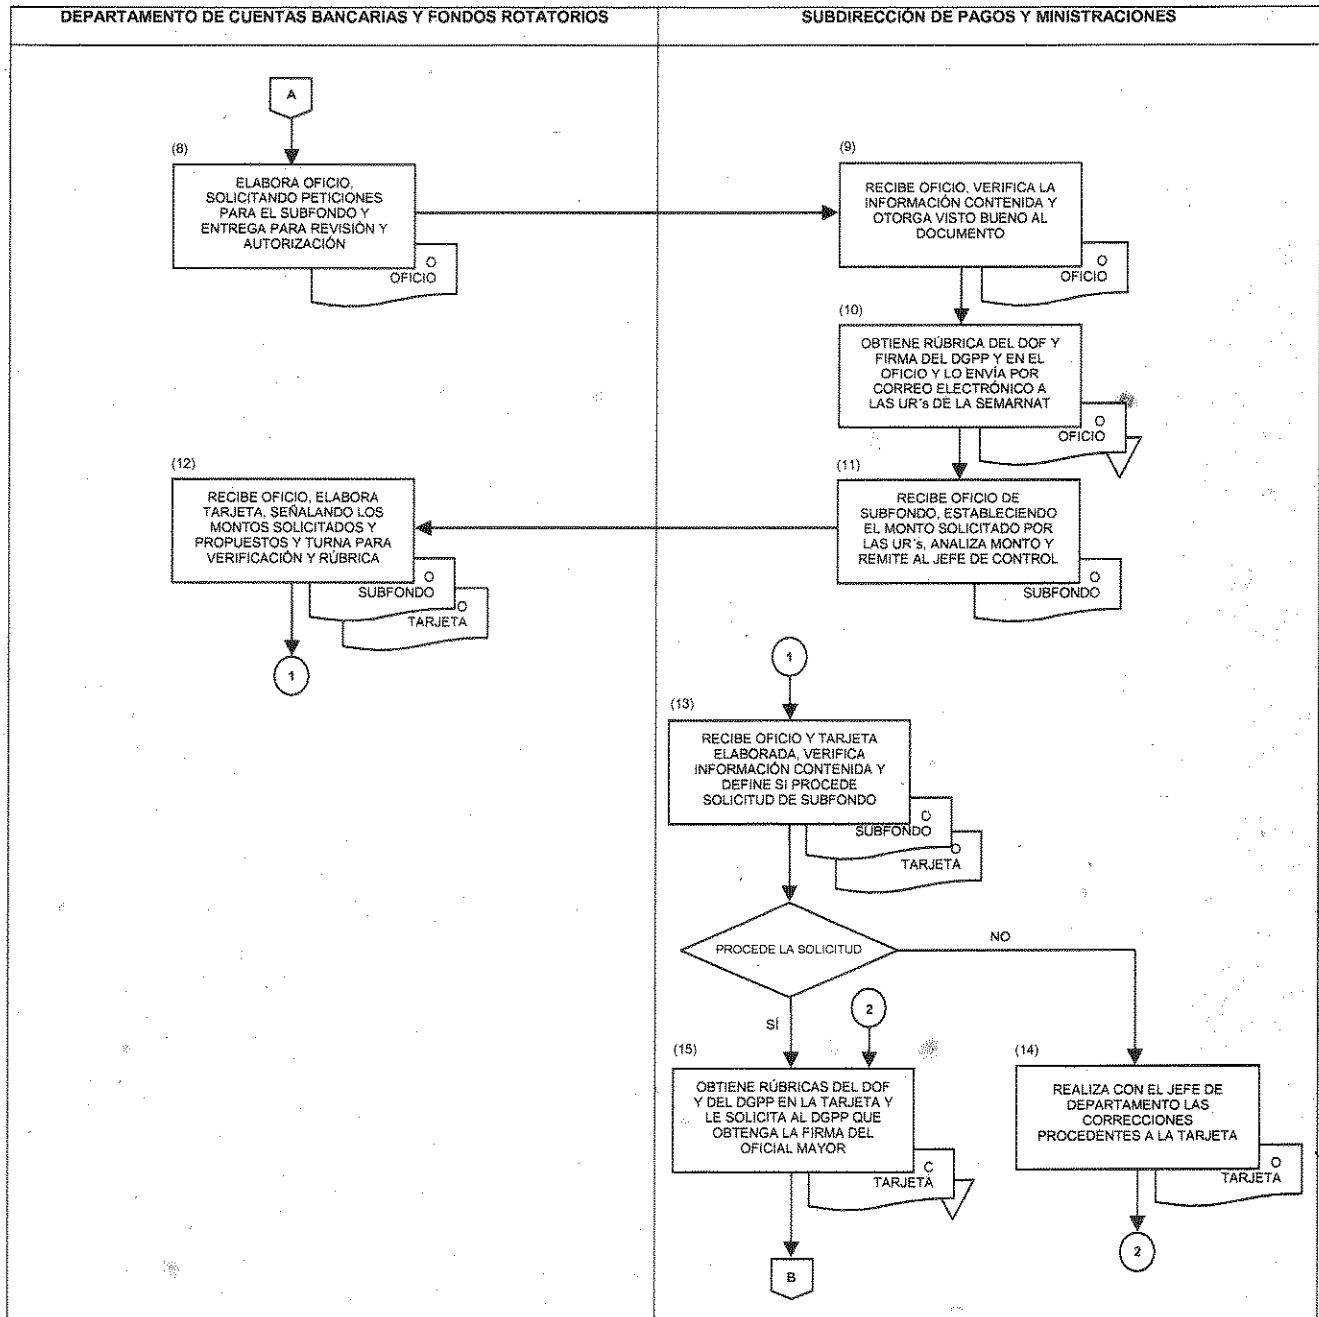 DEPARTAMENTO DE CUENTAS BANCARIAS Y FONDOS ROTATORIOS
SUBDIRECCIÓN DE PAGOS Y MINISTRACIONES
A
(8)
ELABORA OFICIO,
SOLICITANDO PETICIONES
PARA EL SUBFONDO Y
ENTREGA PARA REVISIÓN Y
AUTORIZACIÓN
O
OFICIO
(9)
RECIBE OFICIO, VERIFICA LA
INFORMACIÓN CONTENIDA Y
OTORGA VISTO BUENO AL
DOCUMENTO
O
OFICIO
(10)
OBTIENE RÚBRICA DEL DOF Y
FIRMA DEL DGPP Y EN EL
OFICIO Y LO ENVÍA POR
CORREO ELECTRÓNICO A
LAS UR´s DE LA SEMARNAT
O
OFICIO
(11)
RECIBE OFICIO DE
SUBFONDO, ESTABLECIENDO
EL MONTO SOLICITADO POR
LAS UR´s, ANALIZA MONTO Y
REMITE AL JEFE DE CONTROL
O
SUBFONDO
(12)
RECIBE OFICIO, ELABORA
TARJETA, SEÑALANDO LOS
MONTOS SOLICITADOS Y
PROPUESTOS Y TURNA PARA
VERIFICACIÓN Y RÚBRICA
O
SUBFONDO
O
TARJETA
1
1
(13)
RECIBE OFICIO Y TARJETA
ELABORADA, VERIFICA
INFORMACIÓN CONTENIDA Y
DEFINE SI PROCEDE
SOLICITUD DE SUBFONDO
O
SUBFONDO
O
TARJETA
PROCEDE LA SOLICITUD
NO
SÍ
2
(15)
OBTIENE RÚBRICAS DEL DOF
Y DEL DGPP EN LA TARJETA Y
LE SOLICITA AL DGPP QUE
OBTENGA LA FIRMA DEL
OFICIAL MAYOR
C
TARJETA
B
(14)
REALIZA CON EL JEFE DE
DEPARTAMENTO LAS
CORRECCIONES
PROCEDENTES A LA TARJETA
O
TARJETA
2